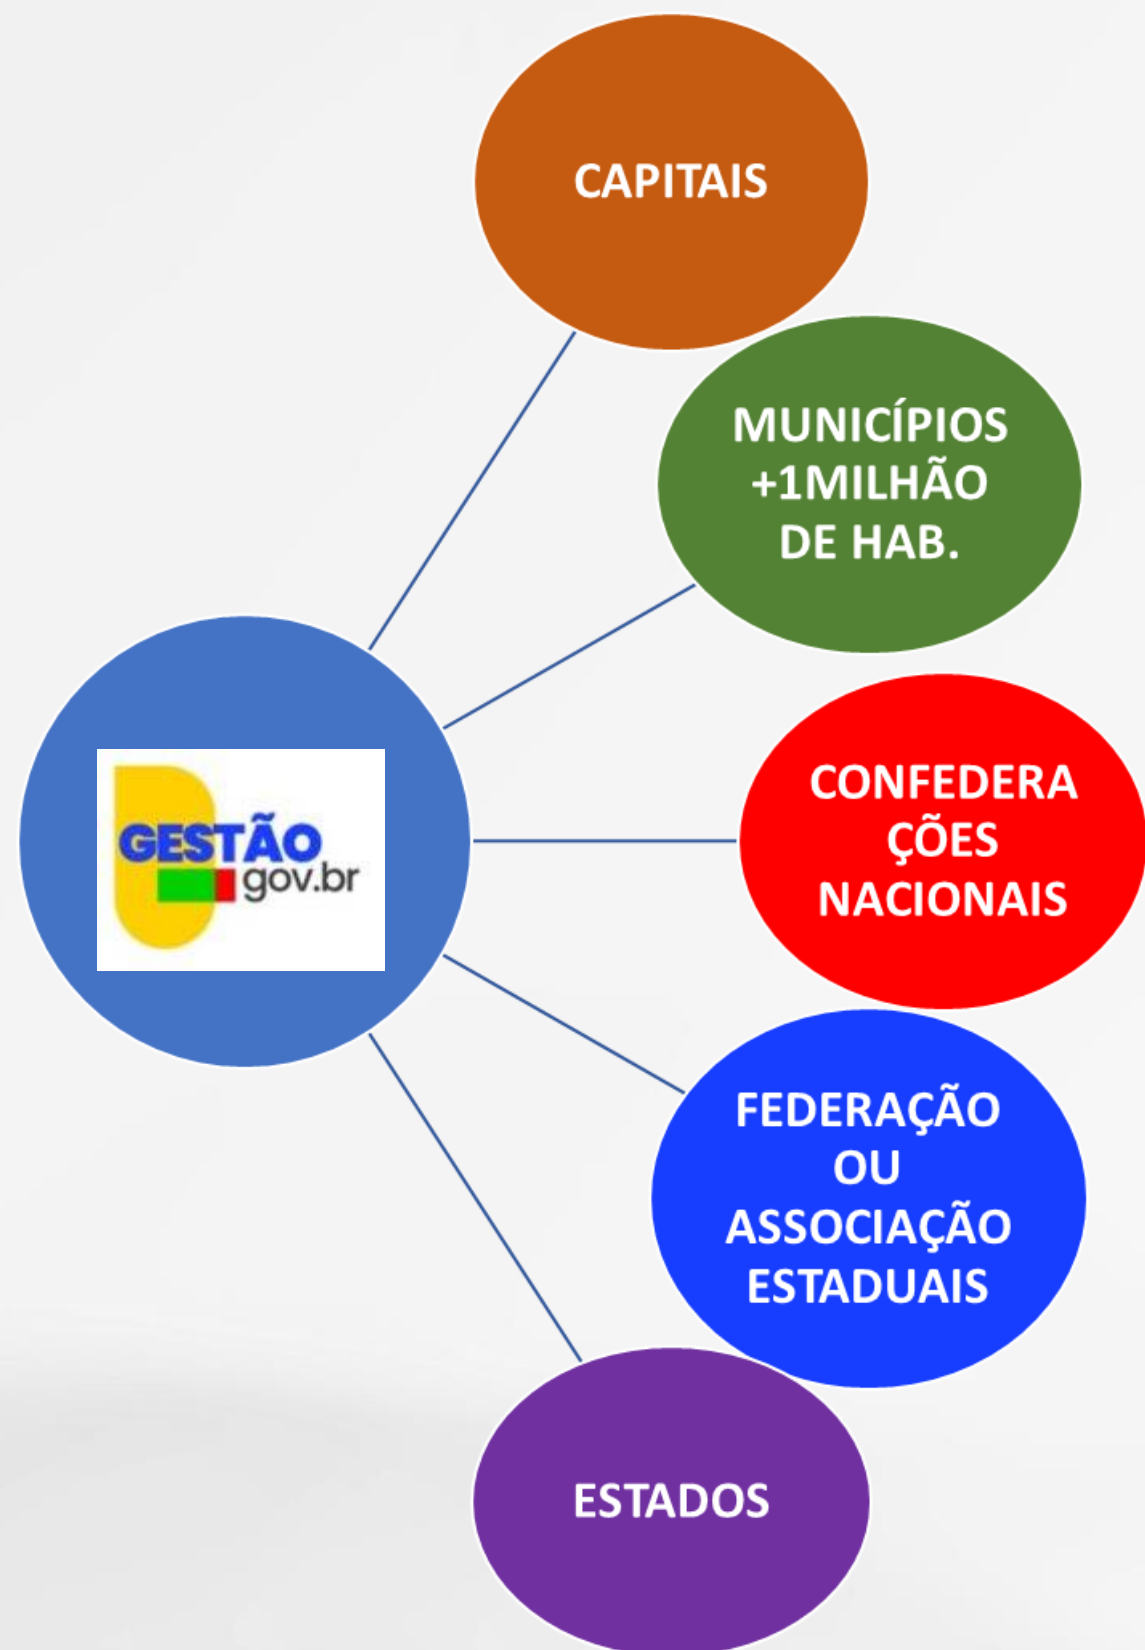 CAPITAIS
MUNICÍPIOS
+1MILHÃO
DE HAB.
GESTÃO
gov.br
CONFEDERA
ÇÕES
NACIONAIS
FEDERAÇÃO
OU
ASSOCIAÇÃO
ESTADUAIS
ESTADOS